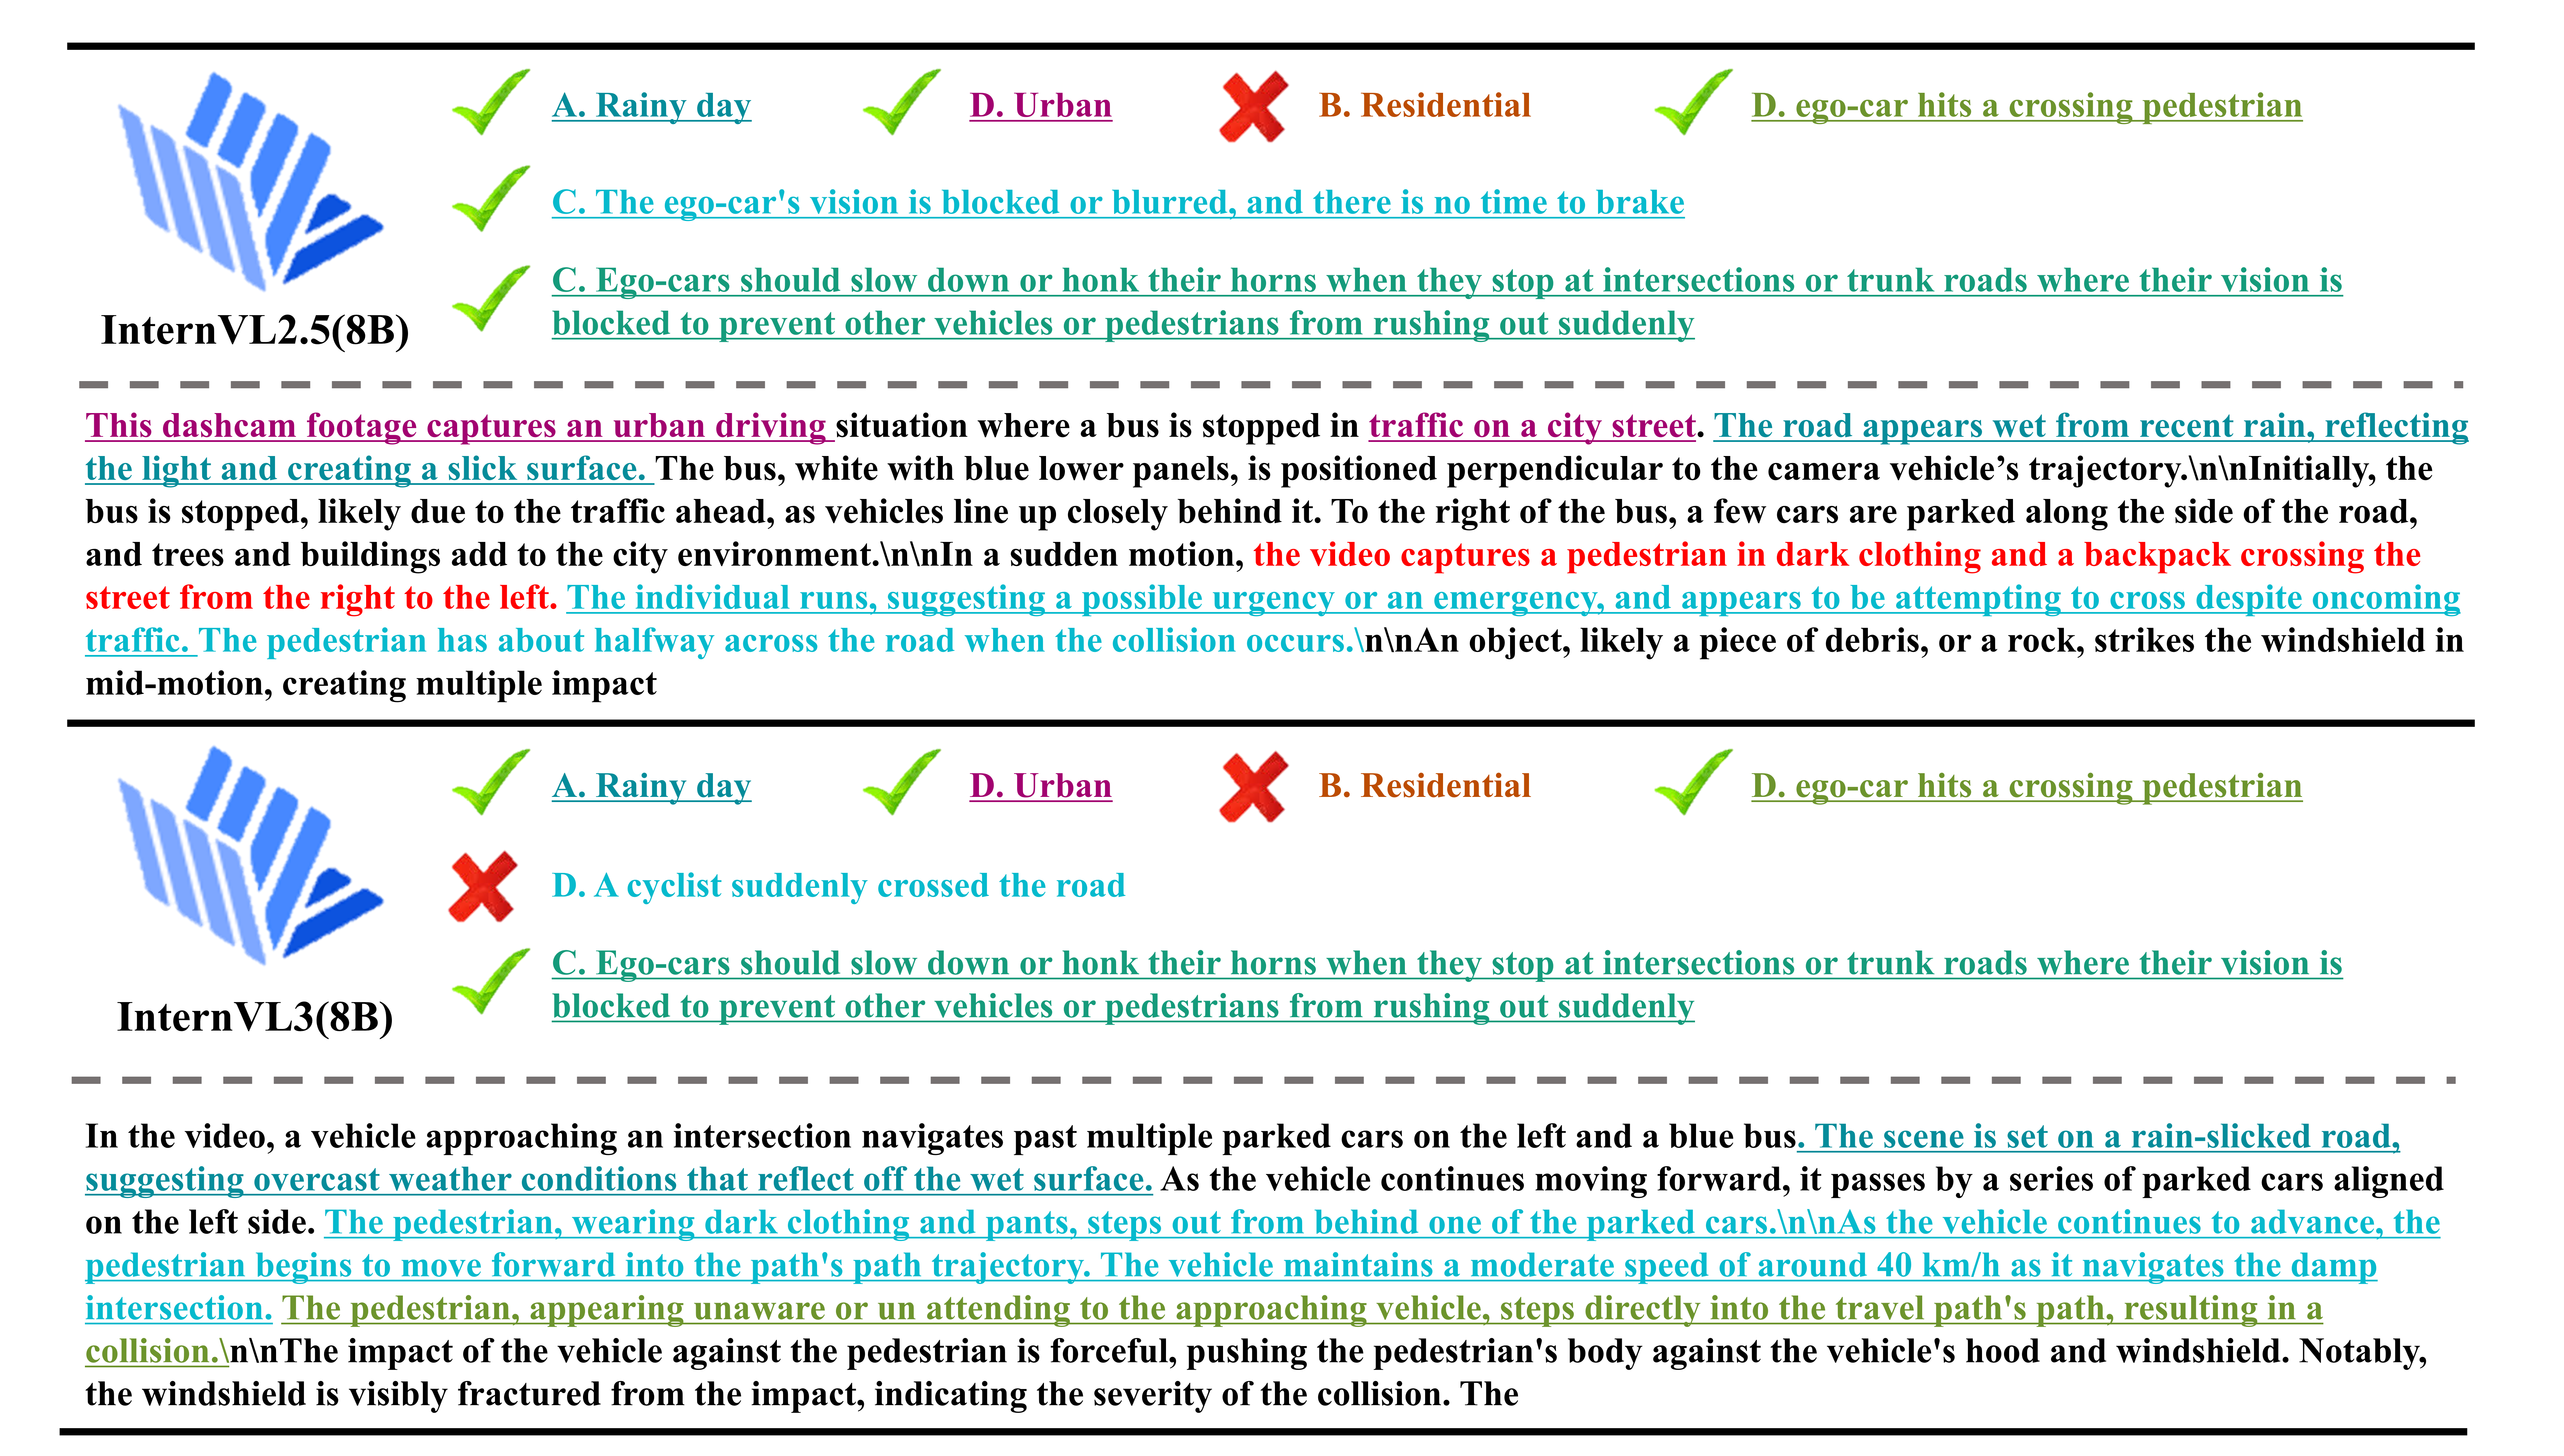 A. Rainy day D. Urban B. Residential D. ego-car hits a crossing pedestrian
C. The ego-car's vision is blocked or blurred, and there is no time to brake
C. Ego-cars should slow down or honk their horns when they stop at intersections or trunk roads where their vision is
blocked to prevent other vehicles or pedestrians from rushing out suddenly
InternVL2.5(8B)
This dashcam footage captures an urban driving situation where a bus is stopped in traffic on a city street. The road appears wet from recent rain, reflecting
the light and creating a slick surface. The bus, white with blue lower panels, is positioned perpendicular to the camera vehicle’s trajectory.\n\nInitially, the
bus is stopped, likely due to the traffic ahead, as vehicles line up closely behind it. To the right of the bus, a few cars are parked along the side of the road,
and trees and buildings add to the city environment.\n\nIn a sudden motion, the video captures a pedestrian in dark clothing and a backpack crossing the
street from the right to the left. The individual runs, suggesting a possible urgency or an emergency, and appears to be attempting to cross despite oncoming
traffic. The pedestrian has about halfway across the road when the collision occurs.\n\nAn object, likely a piece of debris, or a rock, strikes the windshield in
mid-motion, creating multiple impact
A. Rainy day D. Urban B. Residential D. ego-car hits a crossing pedestrian
D. A cyclist suddenly crossed the road
C. Ego-cars should slow down or honk their horns when they stop at intersections or trunk roads where their vision is
blocked to prevent other vehicles or pedestrians from rushing out suddenly
InternVL3(8B)
In the video, a vehicle approaching an intersection navigates past multiple parked cars on the left and a blue bus. The scene is set on a rain-slicked road,
suggesting overcast weather conditions that reflect off the wet surface. As the vehicle continues moving forward, it passes by a series of parked cars aligned
on the left side. The pedestrian, wearing dark clothing and pants, steps out from behind one of the parked cars.\n\nAs the vehicle continues to advance, the
pedestrian begins to move forward into the path's path trajectory. The vehicle maintains a moderate speed of around 40 km/h as it navigates the damp
intersection. The pedestrian, appearing unaware or un attending to the approaching vehicle, steps directly into the travel path's path, resulting in a
collision.\n\nThe impact of the vehicle against the pedestrian is forceful, pushing the pedestrian's body against the vehicle's hood and windshield. Notably,
the windshield is visibly fractured from the impact, indicating the severity of the collision. The